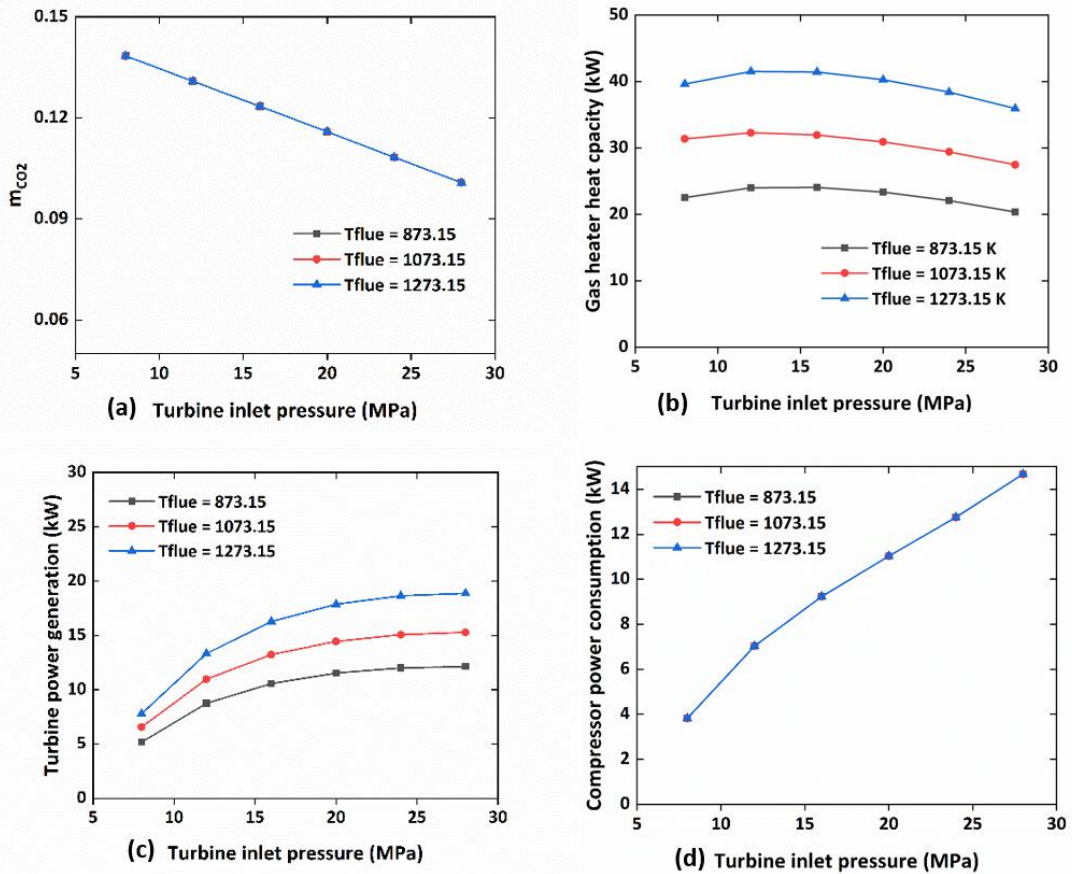 0.15
0.12
0.09
0.06
m_CO2
Tflue = 873.15
Tflue = 1073.15
Tflue = 1273.15
5 10 15 20 25 30
(a) Turbine inlet pressure (MPa)
50
40
30
20
10
0
Gas heater heat cpacity (kW)
Tflue = 873.15 K
Tflue = 1073.15 K
Tflue = 1273.15 K
5 10 15 20 25 30
(b) Turbine inlet pressure (MPa)
30
25
20
15
10
5
0
Turbine power generation (kW)
Tflue = 873.15
Tflue = 1073.15
Tflue = 1273.15
5 10 15 20 25 30
(c) Turbine inlet pressure (MPa)
14
12
10
8
6
4
2
0
Compressor power consumption (kW)
Tflue = 873.15
Tflue = 1073.15
Tflue = 1273.15
5 10 15 20 25 30
(d) Turbine inlet pressure (MPa)